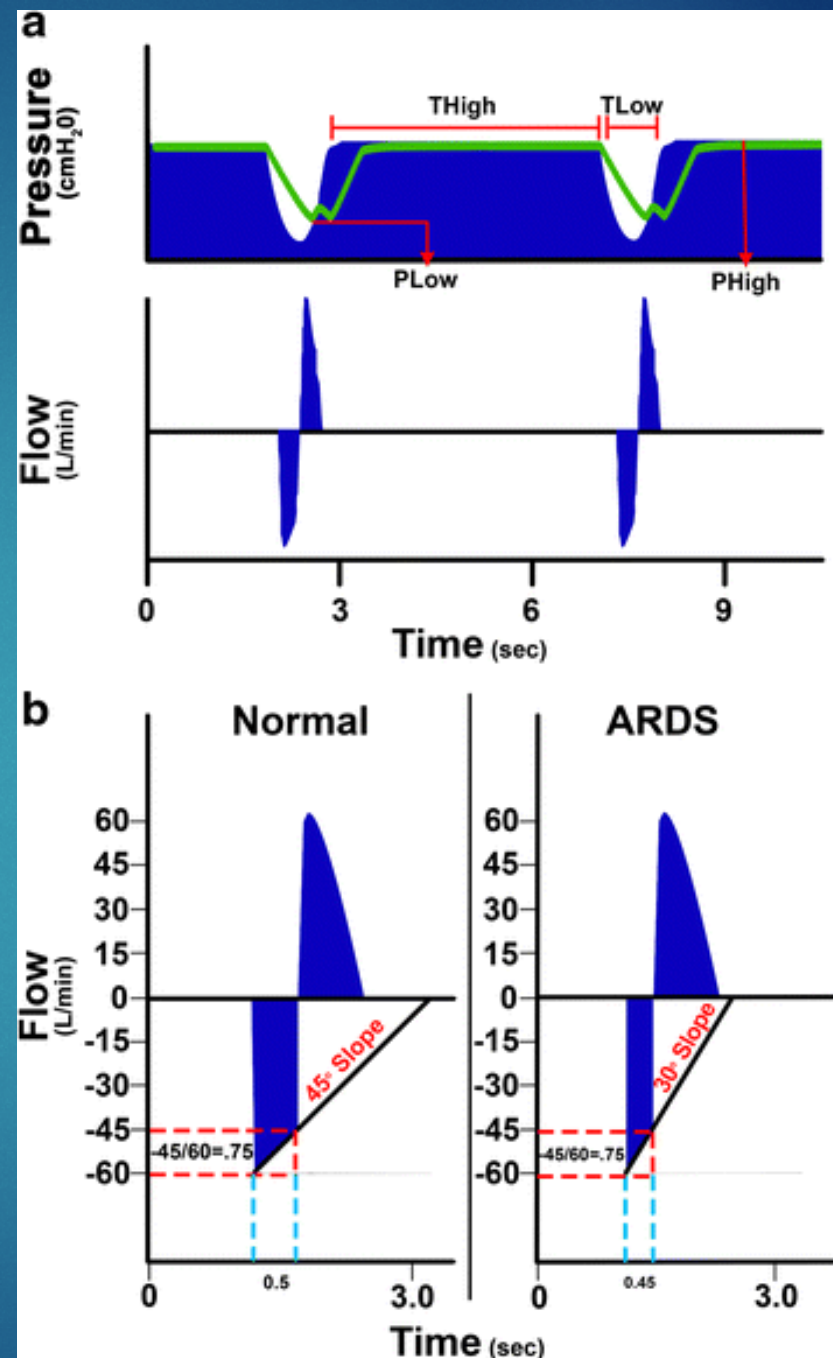 a
Pressure
(cmH₂0)
THigh
TLow
PLow
PHigh
Flow
(L/min)
0
3
6
9
Time (sec)
b
Normal
ARDS
Flow
(L/min)
60
45
30
15
0
-15
-30
-45
-60
45° Slope
-45/60=.75
0.5
0
3.0
60
45
30
15
0
-15
-30
-45
-60
30° Slope
-45/60=.75
0.45
0
3.0
Time (sec)